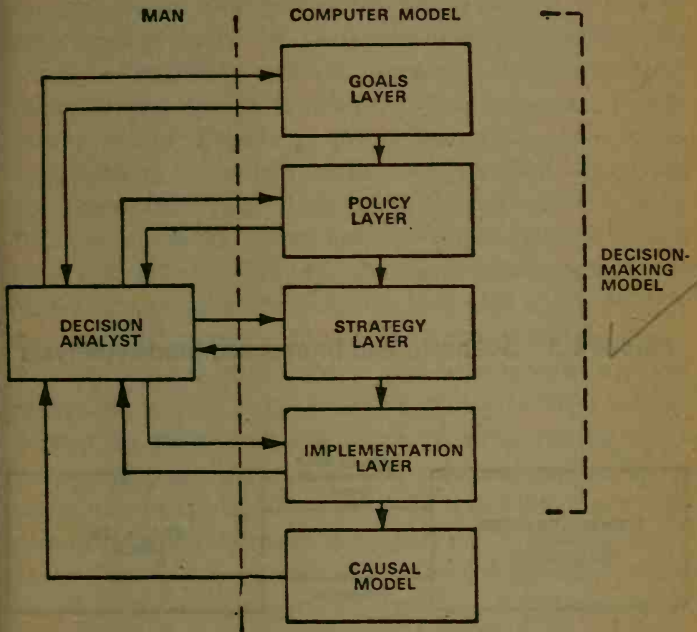 MAN
COMPUTER MODEL
GOALS
LAYER
POLICY
LAYER
DECISION-
MAKING
MODEL
DECISION
ANALYST
STRATEGY
LAYER
IMPLEMENTATION
LAYER
CAUSAL
MODEL